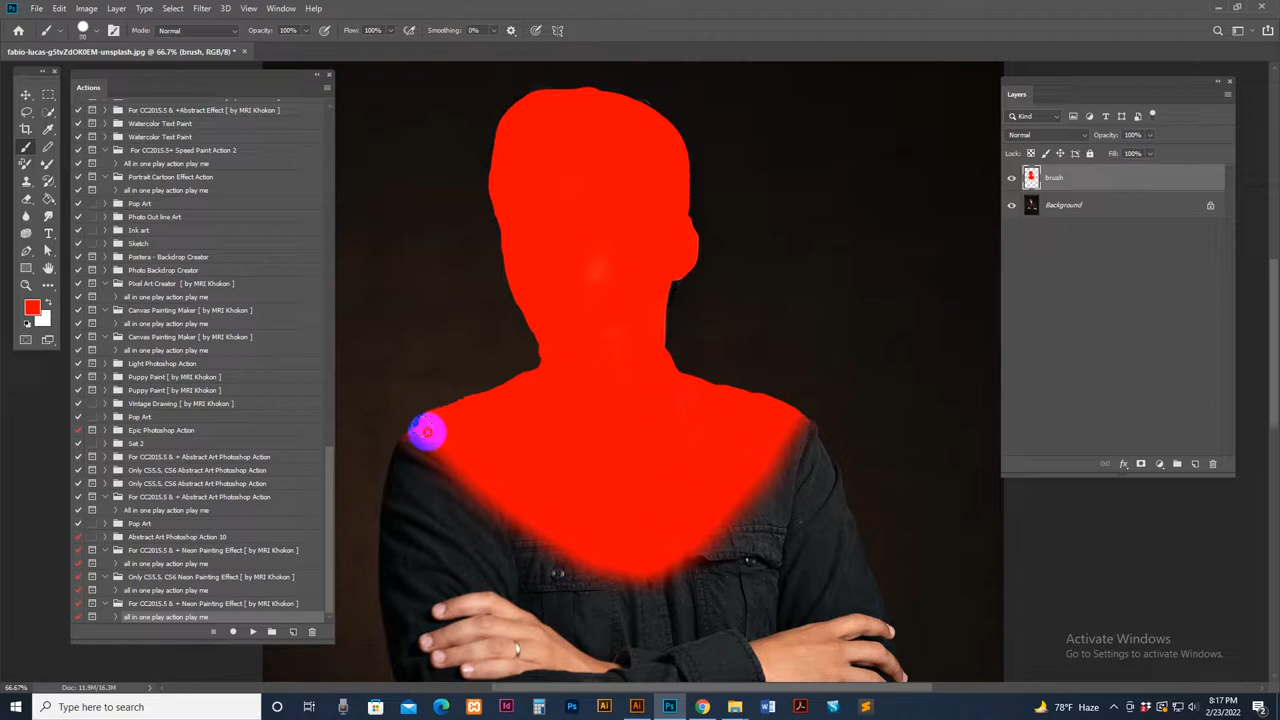 File Edit Image Layer Type Select Filter 3D View Window Help
70 Mode: Normal Opacity: 100% Flow: 100% Smoothing: 0%
fabio-lucas-g5tvZdOK0EM-unsplash.jpg @ 66.7% (brush, RGB/8) *
Actions
For CC2015.5 & +Abstract Effect [ by MRI Khokon ]
Watercolor Text Paint
Watercolor Text Paint
For CC2015.5+ Speed Paint Action 2
All in one play action play me
Portrait Cartoon Effect Action
all in one play action play me
Pop Art
Photo Out line Art
Ink art
Sketch
Postera - Backdrop Creator
Photo Backdrop Creator
Pixel Art Creator [ by MRI Khokon ]
all in one play action play me
Canvas Painting Maker [ by MRI Khokon ]
all in one play action play me
Canvas Painting Maker [ by MRI Khokon ]
all in one play action play me
Light Photoshop Action
Puppy Paint [ by MRI Khokon ]
Puppy Paint [ by MRI Khokon ]
Vintage Drawing [ by MRI Khokon ]
Pop Art
Epic Photoshop Action
Set 2
For CC2015.5 & + Abstract Art Photoshop Action
Only CS5.5, CS6 Abstract Art Photoshop Action
Only CS5.5, CS6 Abstract Art Photoshop Action
For CC2015.5 & + Abstract Art Photoshop Action
All in one play action play me
Pop Art
Abstract Art Photoshop Action 10
For CC2015.5 & + Neon Painting Effect [ by MRI Khokon ]
all in one play action play me
Only CS5.5, CS6 Neon Painting Effect [ by MRI Khokon ]
all in one play action play me
For CC2015.5 & + Neon Painting Effect [ by MRI Khokon ]
all in one play action play me
Layers
Kind
Normal Opacity: 100%
Lock: Fill: 100%
brush
Background
fx
Activate Windows
Go to Settings to activate Windows.
66.67% Doc: 11.9M/16.3M
Type here to search
78°F Haze
8:17 PM
2/23/2022